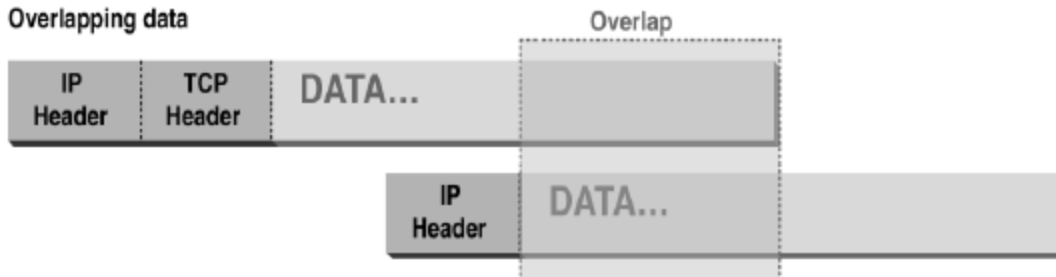 Overlapping data
Overlap
IP
Header
TCP
Header
DATA...
IP
Header
DATA...